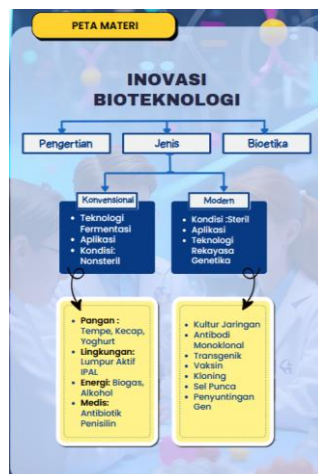 PETA MATERI
INOVASI
BIOTEKNOLOGI
Pengertian
Jenis
Bioetika
Konvensional
• Teknologi
Fermentasi
• Aplikasi
• Kondisi:
Nonsteril
Modern
• Kondisi :Steril
• Aplikasi
• Teknologi
Rekayasa
Genetika
• Pangan :
Tempe, Kecap,
Yoghurt
• Lingkungan:
Lumpur Aktif
IPAL
• Energi: Biogas,
Alkohol
• Medis:
Antibiotik
Penisilin
• Kultur Jaringan
• Antibodi
Monoklonal
• Transgenik
• Vaksin
• Kloning
• Sel Punca
• Penyuntingan
Gen